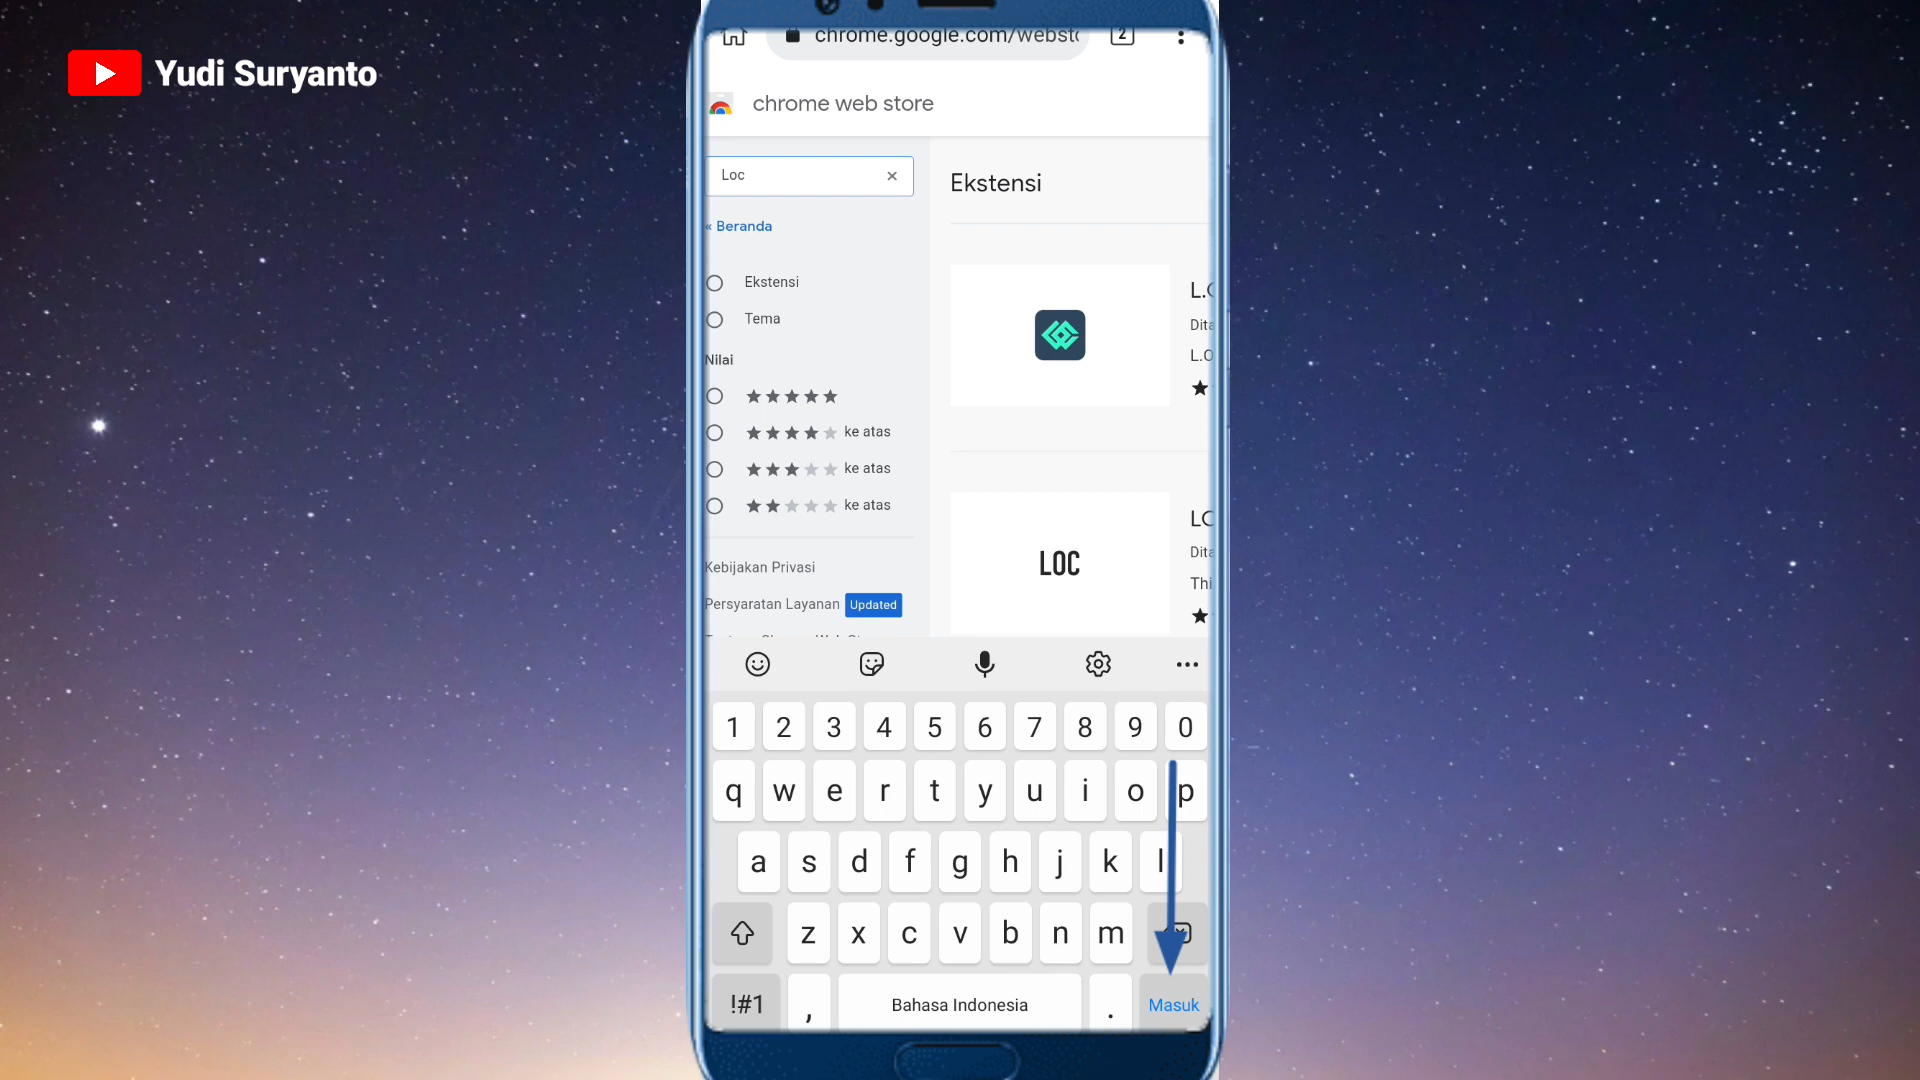 Yudi Suryanto
chrome.google.com/webst
2
chrome web store
Loc
« Beranda
Ekstensi
Tema
Nilai
ke atas
ke atas
ke atas
Kebijakan Privasi
Persyaratan Layanan Updated
Ekstensi
LOC
1 2 3 4 5 6 7 8 9 0
q w e r t y u i o p
a s d f g h j k l
z x c v b n m
!#1 , Bahasa Indonesia . Masuk